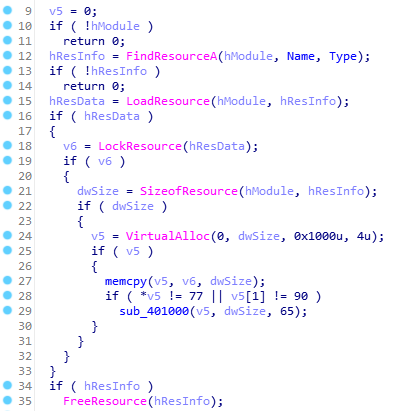 9 v5 = 0;
10 if ( !hModule )
11 return 0;
12 hResInfo = FindResourceA(hModule, Name, Type);
13 if ( !hResInfo )
14 return 0;
15 hResData = LoadResource(hModule, hResInfo);
16 if ( hResData )
17 {
18 v6 = LockResource(hResData);
19 if ( v6 )
20 {
21 dwSize = SizeofResource(hModule, hResInfo);
22 if ( dwSize )
23 {
24 v5 = VirtualAlloc(0, dwSize, 0x1000u, 4u);
25 if ( v5 )
26 {
27 memcpy(v5, v6, dwSize);
28 if ( *v5 != 77 || v5[1] != 90 )
29 sub_401000(v5, dwSize, 65);
30 }
31 }
32 }
33 }
34 if ( hResInfo )
35 FreeResource(hResInfo);